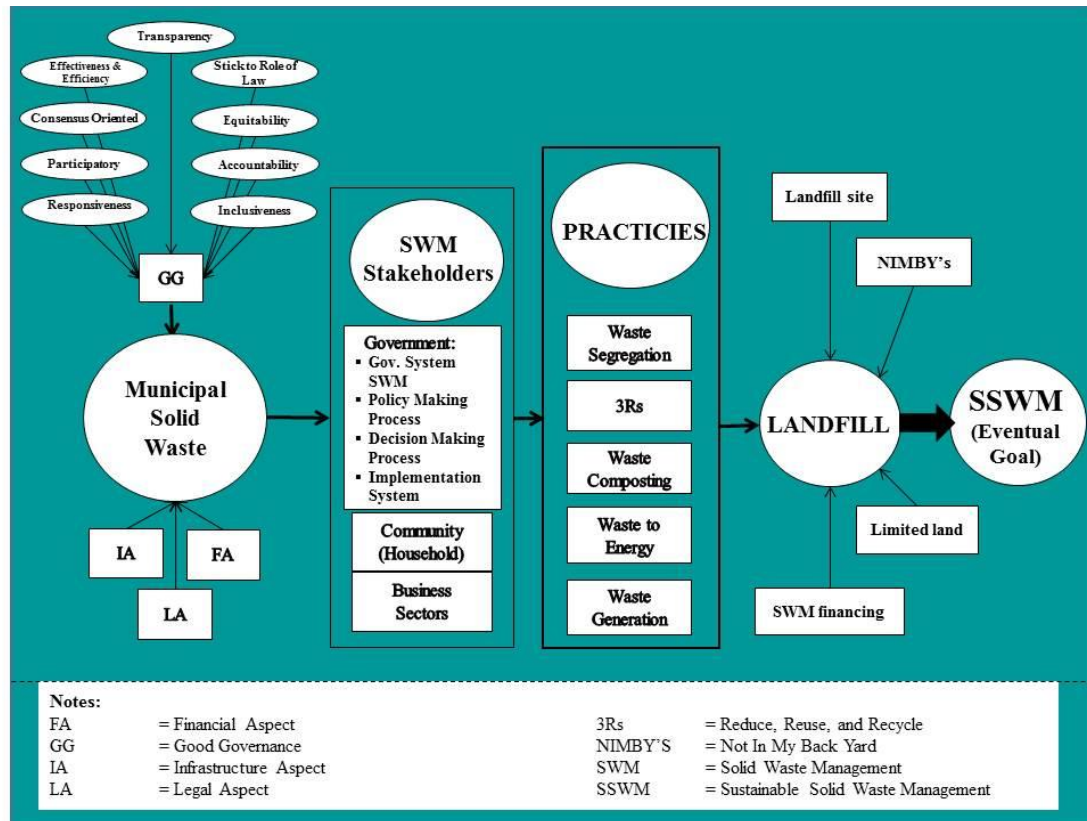 Transparency
Effectiveness &
Efficiency
Stick to Role of
Law
Consensus Oriented
Equitability
Participatory
Accountability
Responsiveness
Inclusiveness
GG
Municipal
Solid
Waste
IA
FA
LA
SWM
Stakeholders
Government:
▪ Gov. System
SWM
▪ Policy Making
Process
▪ Decision Making
Process
▪ Implementation
System
Community
(Household)
Business
Sectors
PRACTICIES
Waste
Segregation
3Rs
Waste
Composting
Waste to
Energy
Waste
Generation
Landfill site
NIMBY's
LANDFILL
Limited land
SWM financing
SSWM
(Eventual
Goal)
Notes:
FA = Financial Aspect
GG = Good Governance
IA = Infrastructure Aspect
LA = Legal Aspect
3Rs = Reduce, Reuse, and Recycle
NIMBY'S = Not In My Back Yard
SWM = Solid Waste Management
SSWM = Sustainable Solid Waste Management